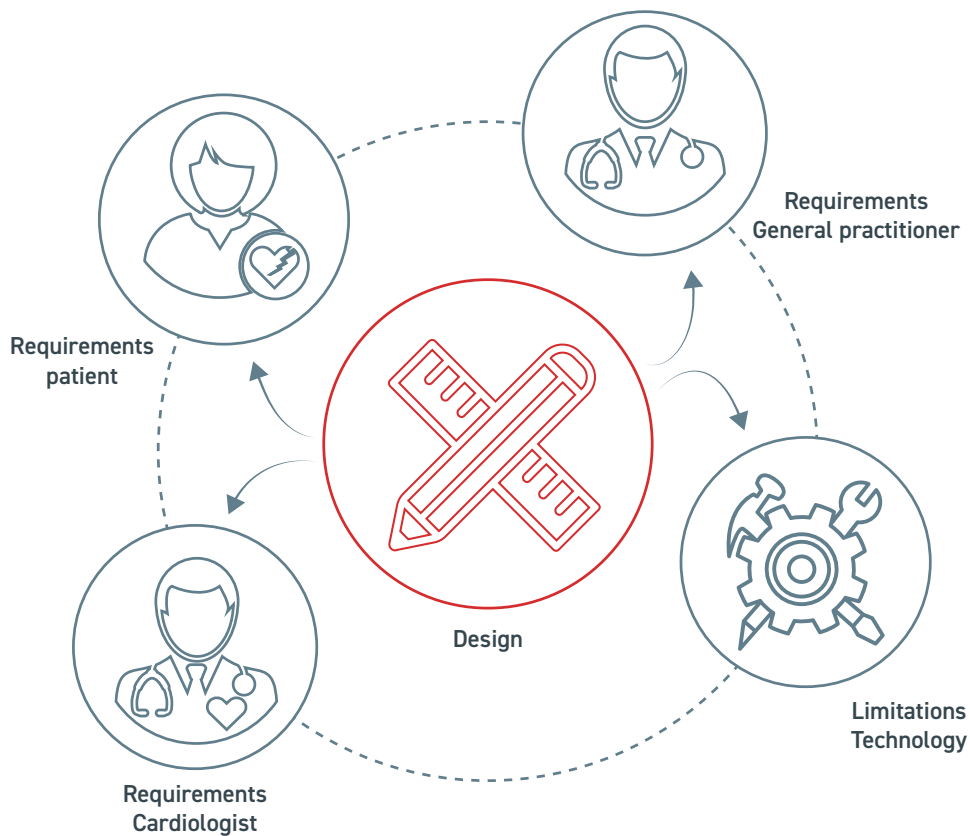 Requirements
General practitioner
Requirements
patient
Design
Limitations
Technology
Requirements
Cardiologist